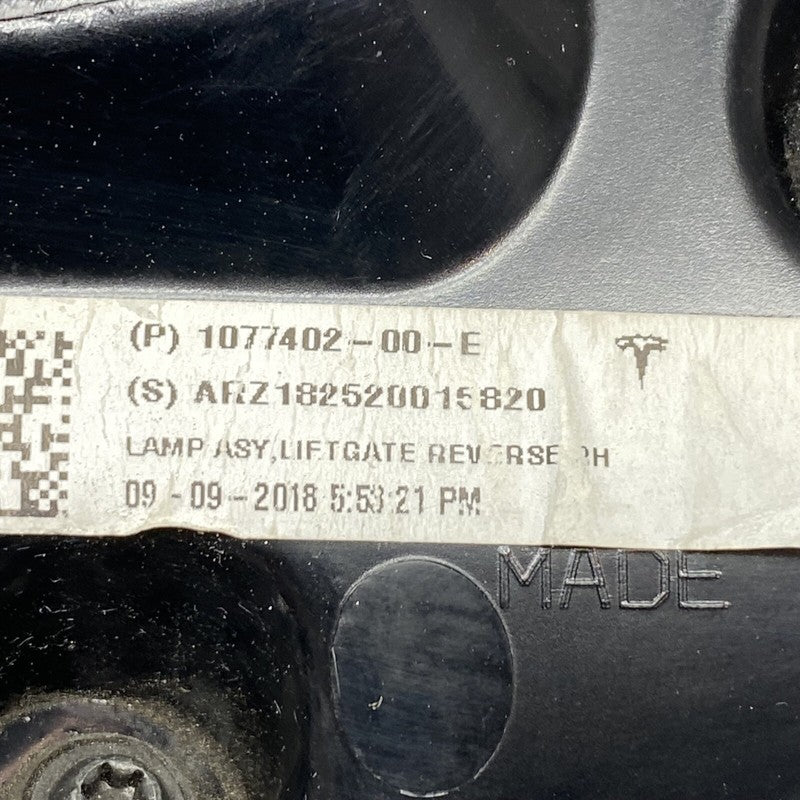 (P) 1077402-00-E
(S) ARZ182520015820
LAMP ASY,LIFTGATE REVERSE
09-09-2018 5:53:21 PM
MADE